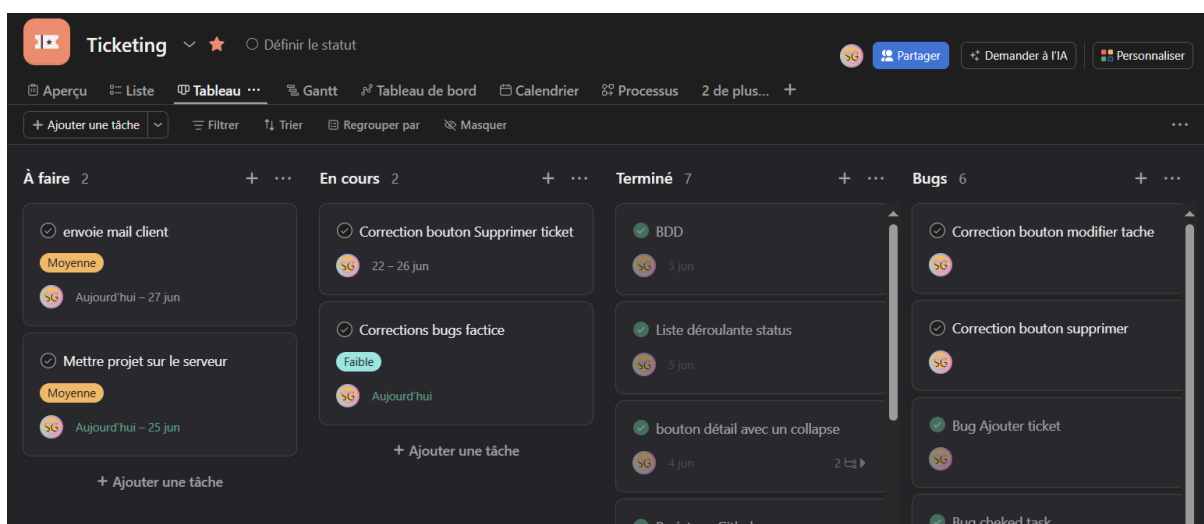 Ticketing
Définir le statut
SG
Partager
Demander à l'IA
Personnaliser
Aperçu
Liste
Tableau ...
Gantt
Tableau de bord
Calendrier
Processus
2 de plus...
+
+ Ajouter une tâche
Filtrer
Trier
Regrouper par
Masquer
...
À faire 2 + ...
envoie mail client
Moyenne
SG Aujourd'hui – 27 jun
Mettre projet sur le serveur
Moyenne
SG Aujourd'hui – 25 jun
+ Ajouter une tâche
En cours 2 + ...
Correction bouton Supprimer ticket
SG 22 – 26 jun
Corrections bugs factice
Faible
SG Aujourd'hui
+ Ajouter une tâche
Terminé 7 + ...
BDD
SG 5 jun
Liste déroulante status
SG 5 jun
bouton détail avec un collapse
SG 4 jun 2
Bugs 6 + ...
Correction bouton modifier tache
SG
Correction bouton supprimer
SG
Bug Ajouter ticket
SG
Bug cheked task